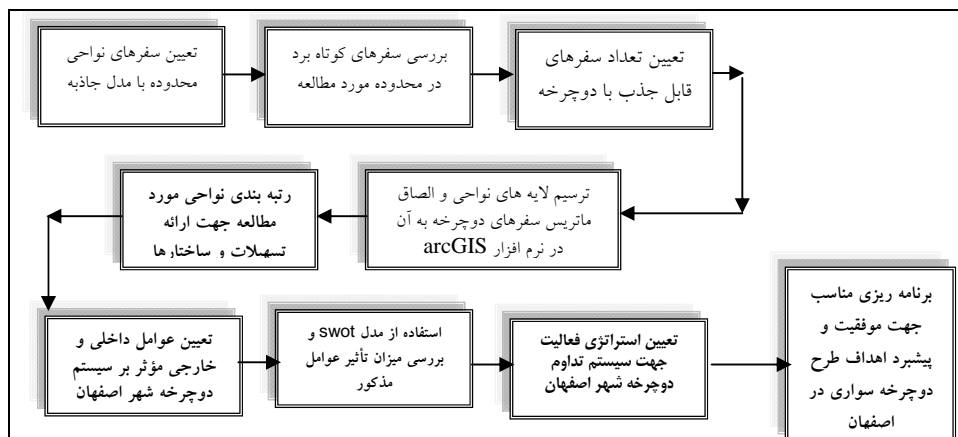 تعیین سفرهای نواحی
محدوده با مدل جاذبه
بررسی سفرهای کوتاه برد
در محدوده مورد مطالعه
تعیین تعداد سفرهای
قابل جذب با دوچرخه
ترسیم لایه های نواحی و الصاق
ماتریس سفرهای دوچرخه به آن
در نرم افزار arcGIS
رتبه بندی نواحی مورد
مطالعه جهت ارائه
تسهیلات و ساختارها
تعیین عوامل داخلی و
خارجی مؤثر بر سیستم
دوچرخه شهر اصفهان
استفاده از مدل swot و
بررسی میزان تأثیر عوامل
مذکور
تعیین استراتژی فعالیت
جهت سیستم تداوم
دوچرخه شهر اصفهان
برنامه ریزی مناسب
جهت موفقیت و
پیشبرد اهداف طرح
دوچرخه سواری در
اصفهان